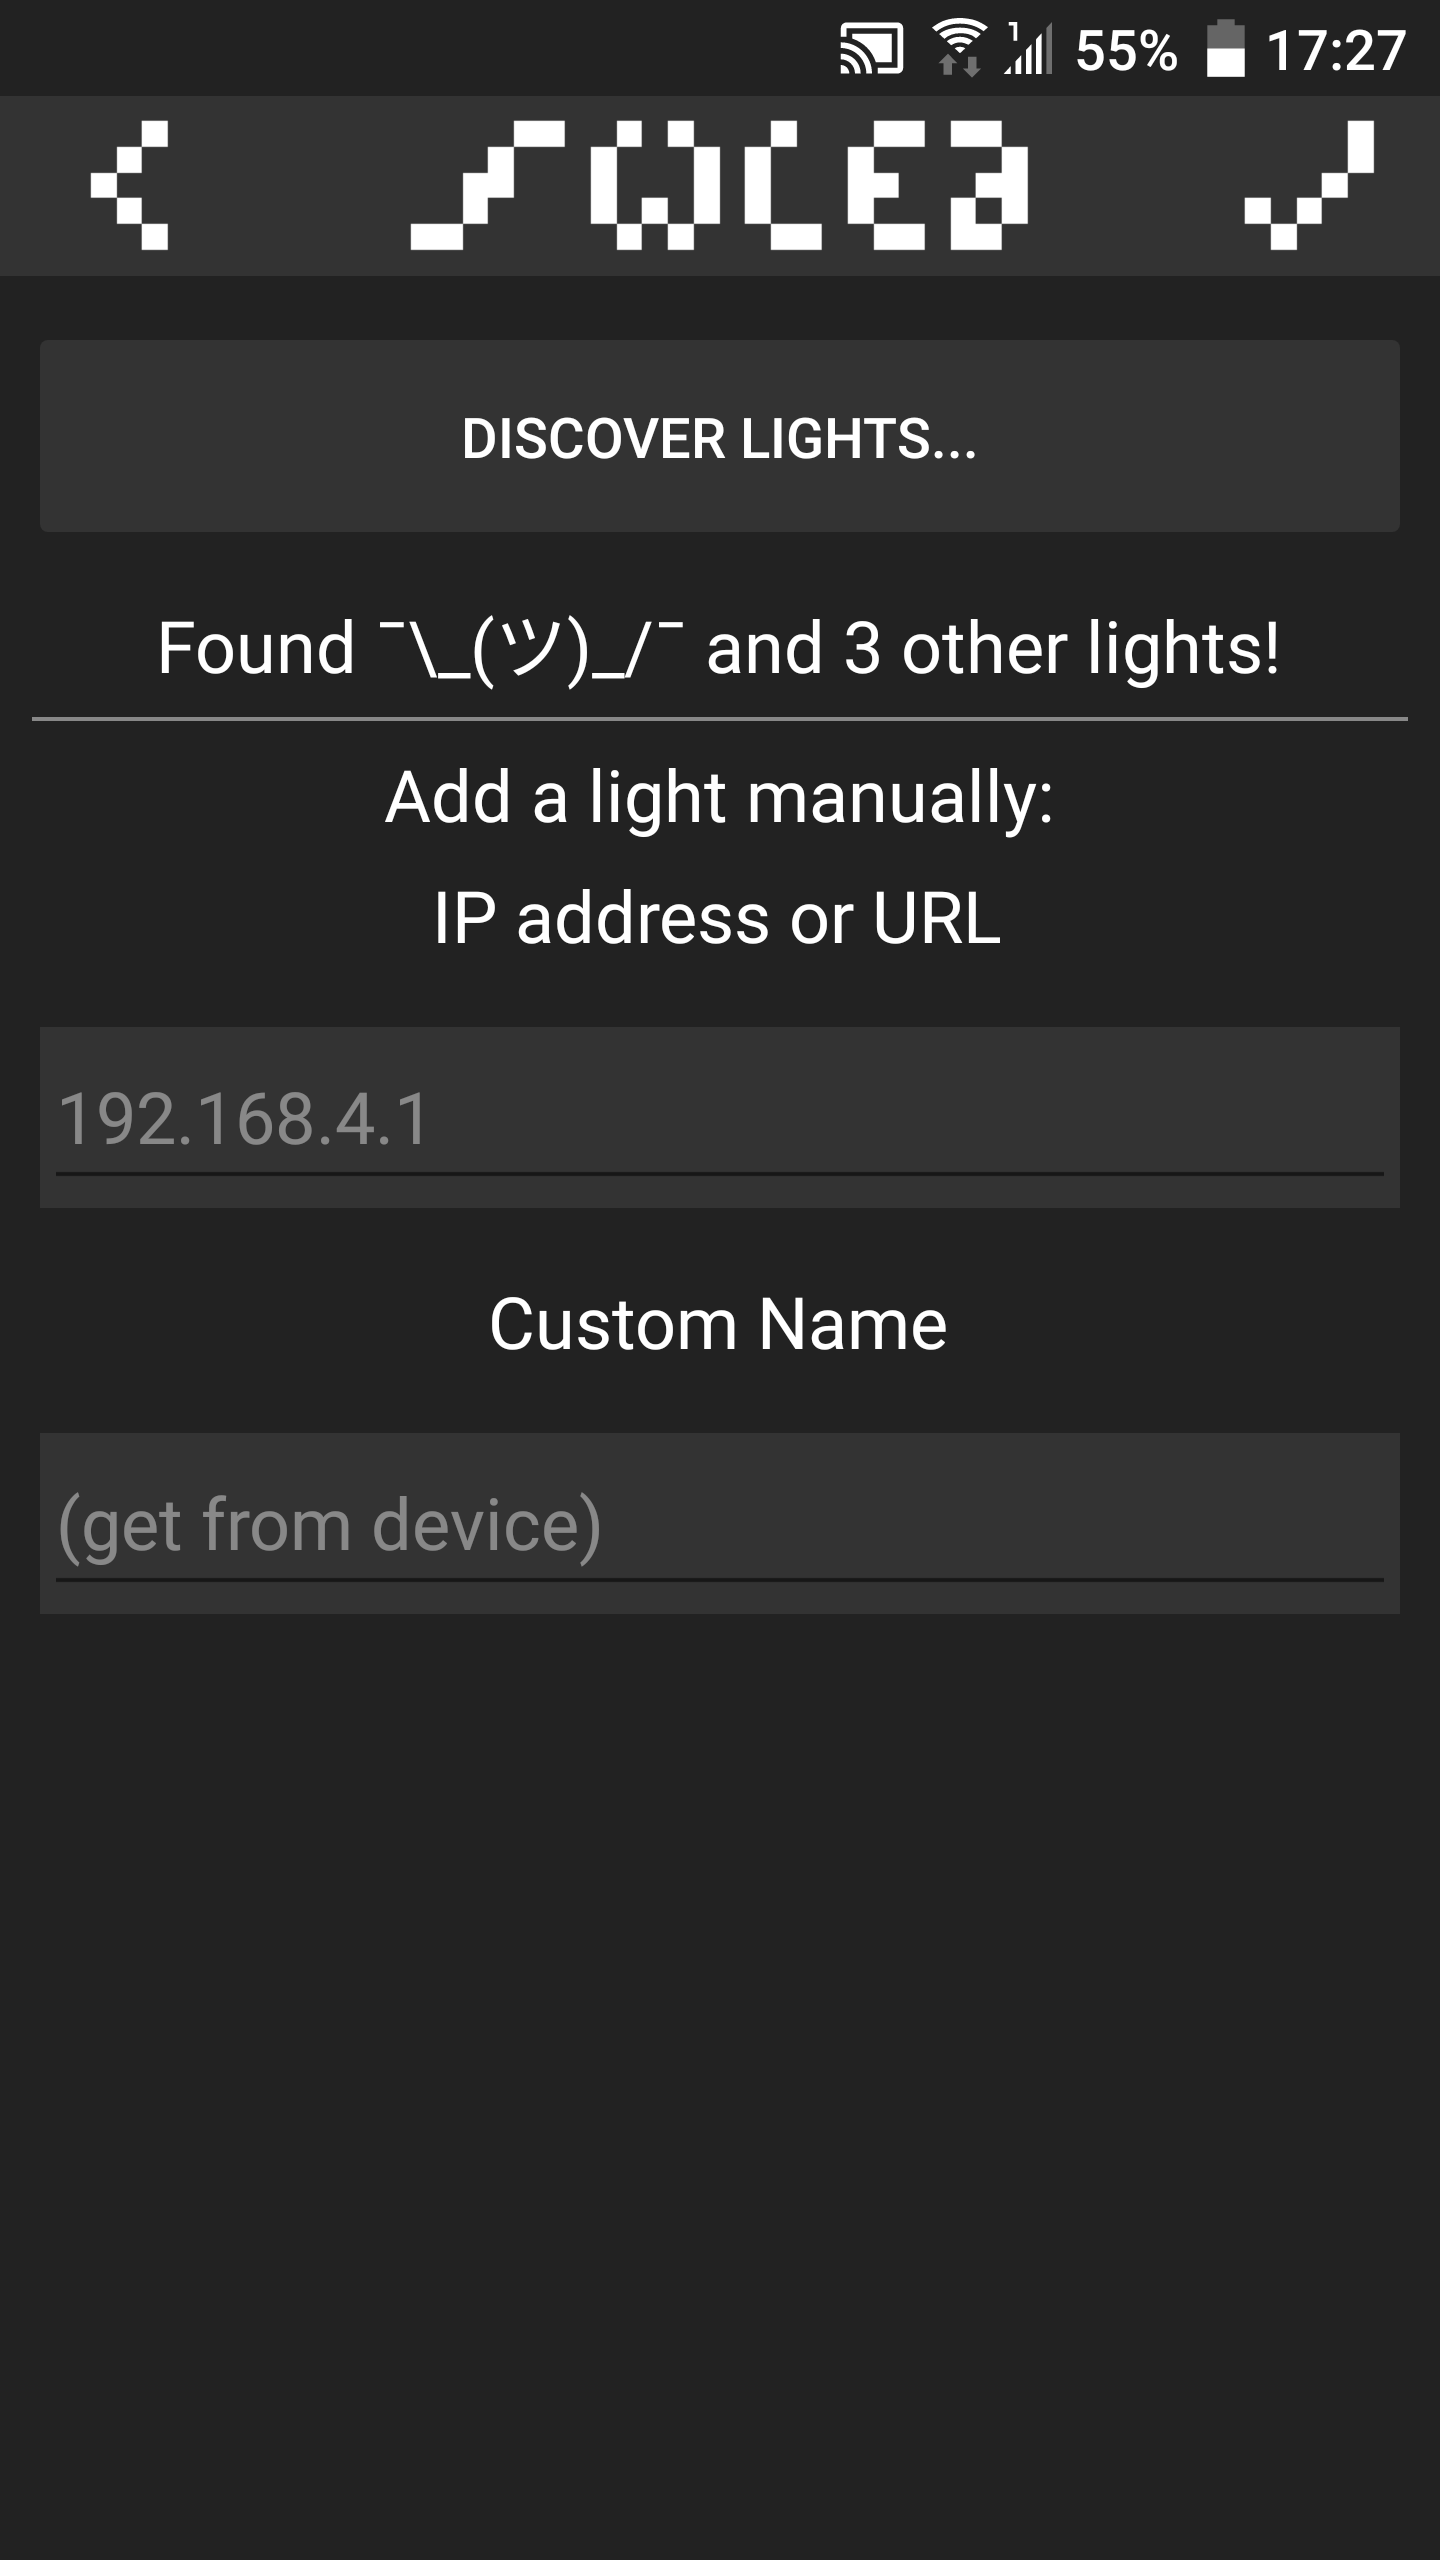 1 55% 17:27
WLED
DISCOVER LIGHTS...
Found ¯\_(ツ)_/¯ and 3 other lights!
Add a light manually:
IP address or URL
192.168.4.1
Custom Name
(get from device)